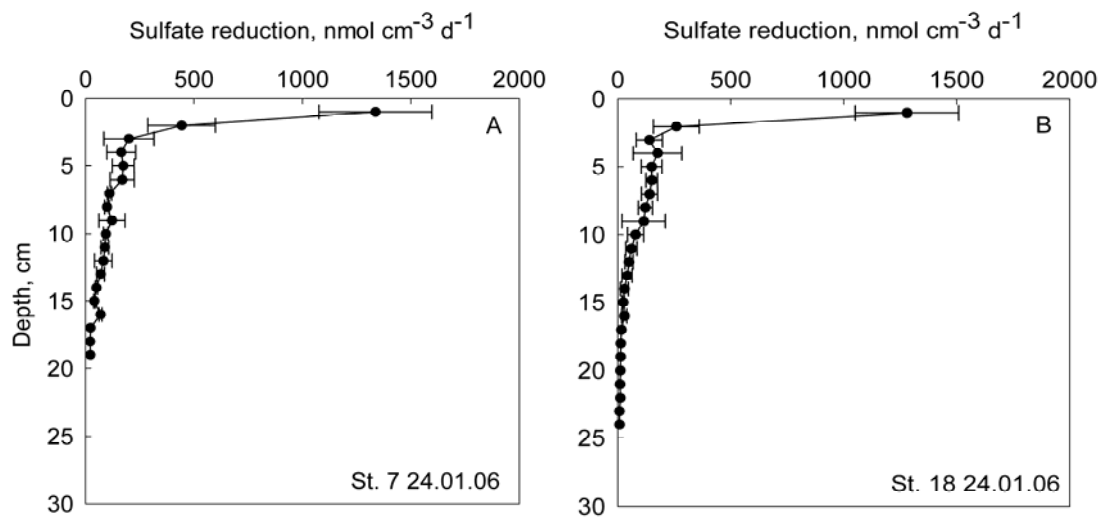 Sulfate reduction, nmol cm⁻³ d⁻¹
0 500 1000 1500 2000
0
5
10
15
20
25
30
Depth, cm
A
St. 7 24.01.06
Sulfate reduction, nmol cm⁻³ d⁻¹
0 500 1000 1500 2000
0
5
10
15
20
25
30
B
St. 18 24.01.06